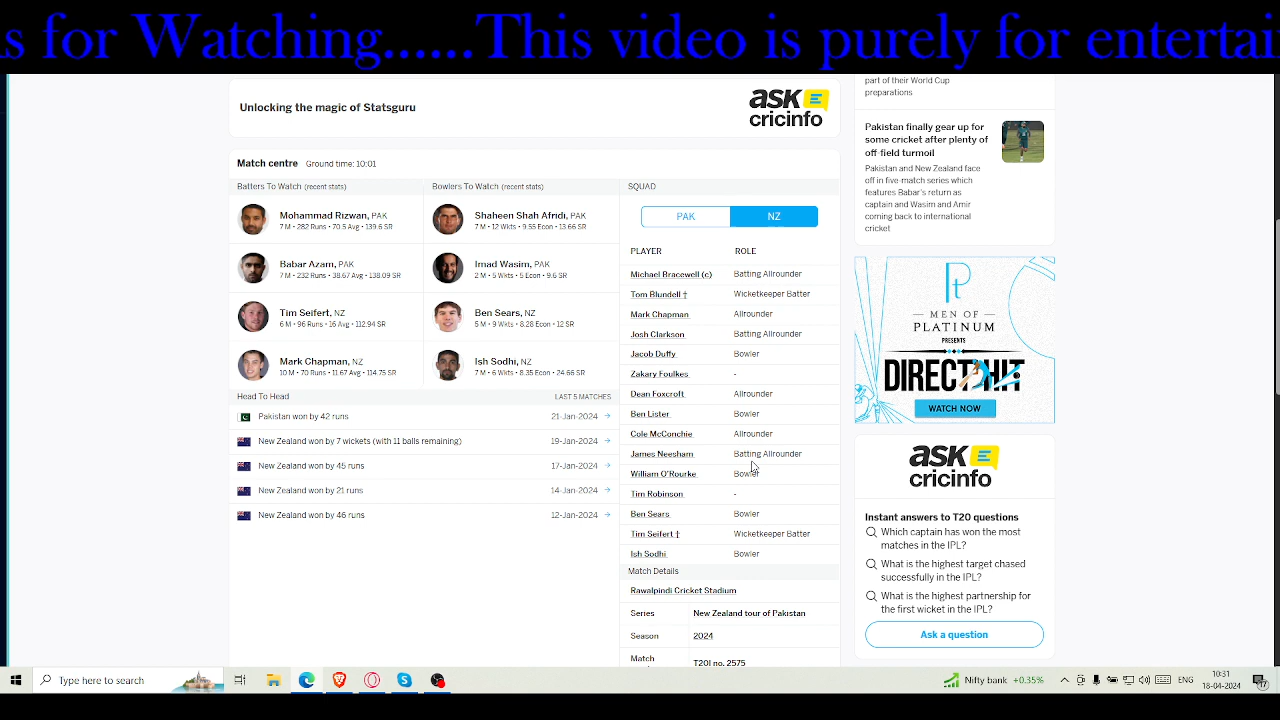 s for Watching......This video is purely for entertai
Unlocking the magic of Statsguru
ask
cricinfo
Match centre Ground time: 10:01
Batters To Watch (recent stats)
Mohammad Rizwan, PAK
7 M • 282 Runs • 70.5 Avg • 139.6 SR
Babar Azam, PAK
7 M • 232 Runs • 38.67 Avg • 138.09 SR
Tim Seifert, NZ
6 M • 96 Runs • 16 Avg • 112.94 SR
Mark Chapman, NZ
10 M • 70 Runs • 11.67 Avg • 114.75 SR
Bowlers To Watch (recent stats)
Shaheen Shah Afridi, PAK
7 M • 12 Wkts • 9.55 Econ • 13.66 SR
Imad Wasim, PAK
2 M • 5 Wkts • 5 Econ • 9.6 SR
Ben Sears, NZ
5 M • 9 Wkts • 8.28 Econ • 12 SR
Ish Sodhi, NZ
7 M • 6 Wkts • 8.35 Econ • 24.66 SR
Head To Head LAST 5 MATCHES
Pakistan won by 42 runs 21-Jan-2024
New Zealand won by 7 wickets (with 11 balls remaining) 19-Jan-2024
New Zealand won by 45 runs 17-Jan-2024
New Zealand won by 21 runs 14-Jan-2024
New Zealand won by 46 runs 12-Jan-2024
SQUAD
PAK NZ
PLAYER ROLE
Michael Bracewell (c) Batting Allrounder
Tom Blundell † Wicketkeeper Batter
Mark Chapman Allrounder
Josh Clarkson Batting Allrounder
Jacob Duffy Bowler
Zakary Foulkes -
Dean Foxcroft Allrounder
Ben Lister Bowler
Cole McConchie Allrounder
James Neesham Batting Allrounder
William O'Rourke Bowler
Tim Robinson -
Ben Sears Bowler
Tim Seifert † Wicketkeeper Batter
Ish Sodhi Bowler
Match Details
Rawalpindi Cricket Stadium
Series New Zealand tour of Pakistan
Season 2024
Match T20I no. 2575
part of their World Cup
preparations
Pakistan finally gear up for
some cricket after plenty of
off-field turmoil
Pakistan and New Zealand face
off in five-match series which
features Babar's return as
captain and Wasim and Amir
coming back to international
cricket
Pt
MEN OF
PLATINUM
PRESENTS
DIRECT HIT
WATCH NOW
ask
cricinfo
Instant answers to T20 questions
Which captain has won the most
matches in the IPL?
What is the highest target chased
successfully in the IPL?
What is the highest partnership for
the first wicket in the IPL?
Ask a question
Type here to search
Nifty bank +0.35%
ENG
10:31
18-04-2024
17